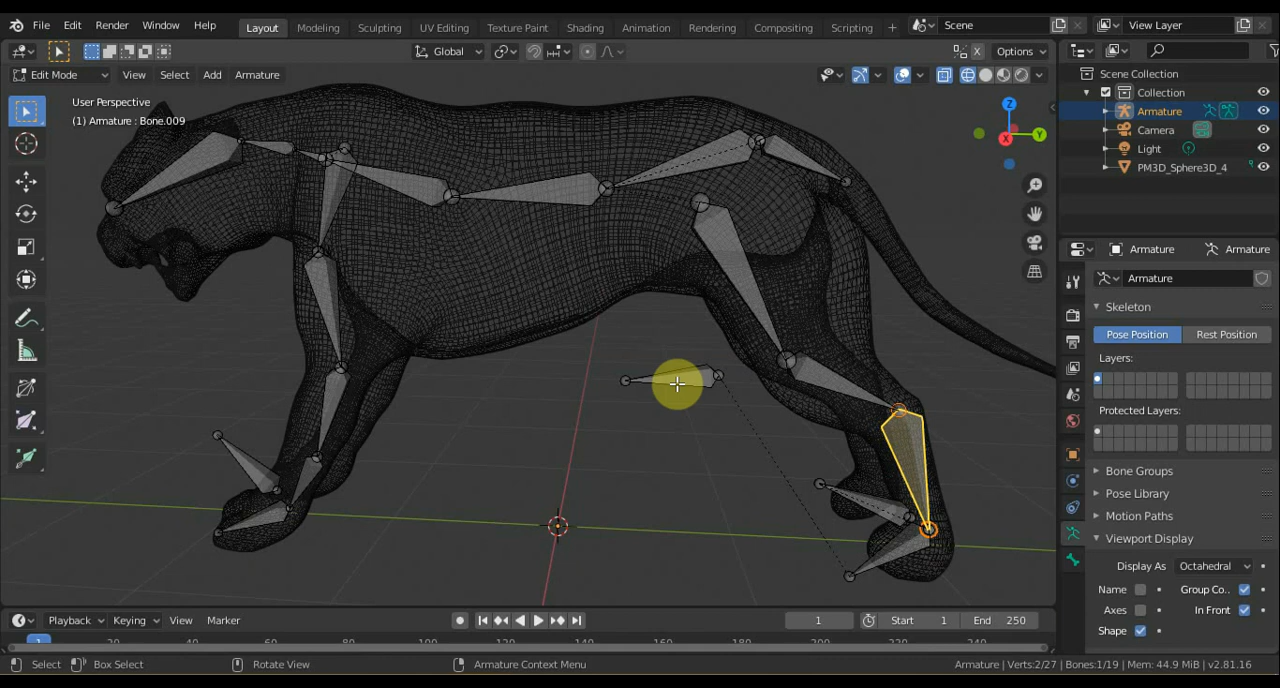 File Edit Render Window Help Layout Modeling Sculpting UV Editing Texture Paint Shading Animation Rendering Compositing Scripting + Scene View Layer
Global Options
Edit Mode View Select Add Armature
User Perspective
(1) Armature : Bone.009
Z
Y
X
Scene Collection
Collection
Armature
Camera
Light
PM3D_Sphere3D_4
Armature Armature
Armature
Skeleton
Pose Position Rest Position
Layers:
Protected Layers:
Bone Groups
Pose Library
Motion Paths
Viewport Display
Display As Octahedral
Name Group Co..
Axes In Front
Shape
Playback Keying View Marker 1 Start 1 End 250
1
Select Box Select Rotate View Armature Context Menu Armature | Verts:2/27 | Bones:1/19 | Mem: 44.9 MiB | v2.81.16